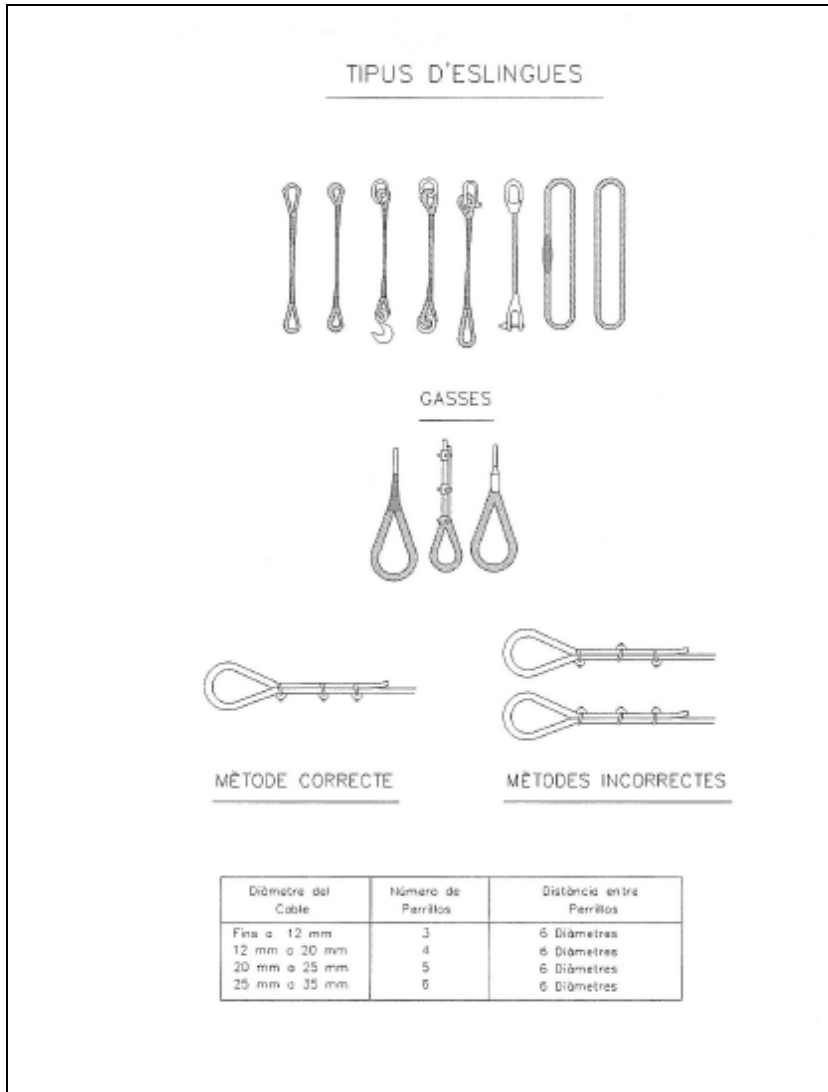 TIPUS D'ESLINGUES
GASSES
MÈTODE CORRECTE
MÈTODES INCORRECTES
Diàmetre del Cable
Número de Perrillos
Distància entre Perrillos
Fins a 12 mm 3 6 Diàmetres
12 mm a 20 mm 4 6 Diàmetres
20 mm a 25 mm 5 6 Diàmetres
25 mm a 35 mm 6 6 Diàmetres